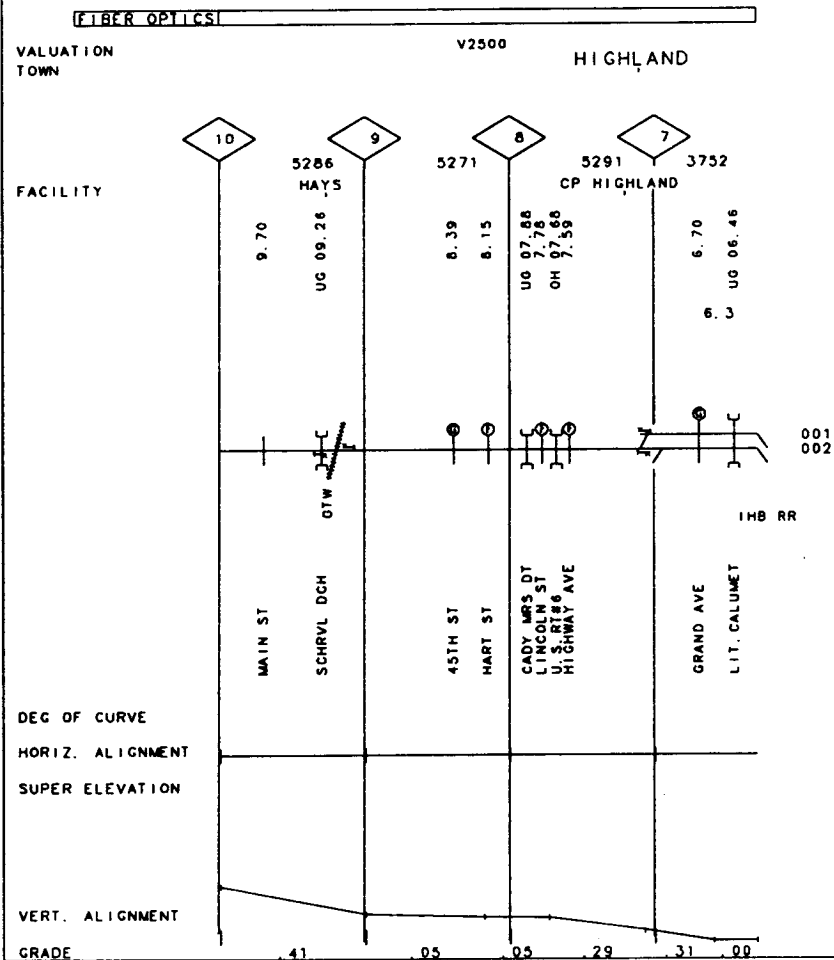 FIBER OPTICS
VALUATION V2500
TOWN HIGHLAND
10 9 8 7
5286 5271 5291 3752
FACILITY HAYS CP HIGHLAND
9.70
UG 09.26
8.39
8.15
UG 07.88
7.78
OH 07.68
7.59
6.70
UG 06.46
6.3
G F F F G
001
002
GTW
IHB RR
MAIN ST
SCHRVL DCH
45TH ST
HART ST
CADY MRS DT
LINCOLN ST
U.S.RT#6
HIGHWAY AVE
GRAND AVE
LIT. CALUMET
DEG OF CURVE
HORIZ. ALIGNMENT
SUPER ELEVATION
VERT. ALIGNMENT
GRADE .41 .05 .05 .29 .31 .00